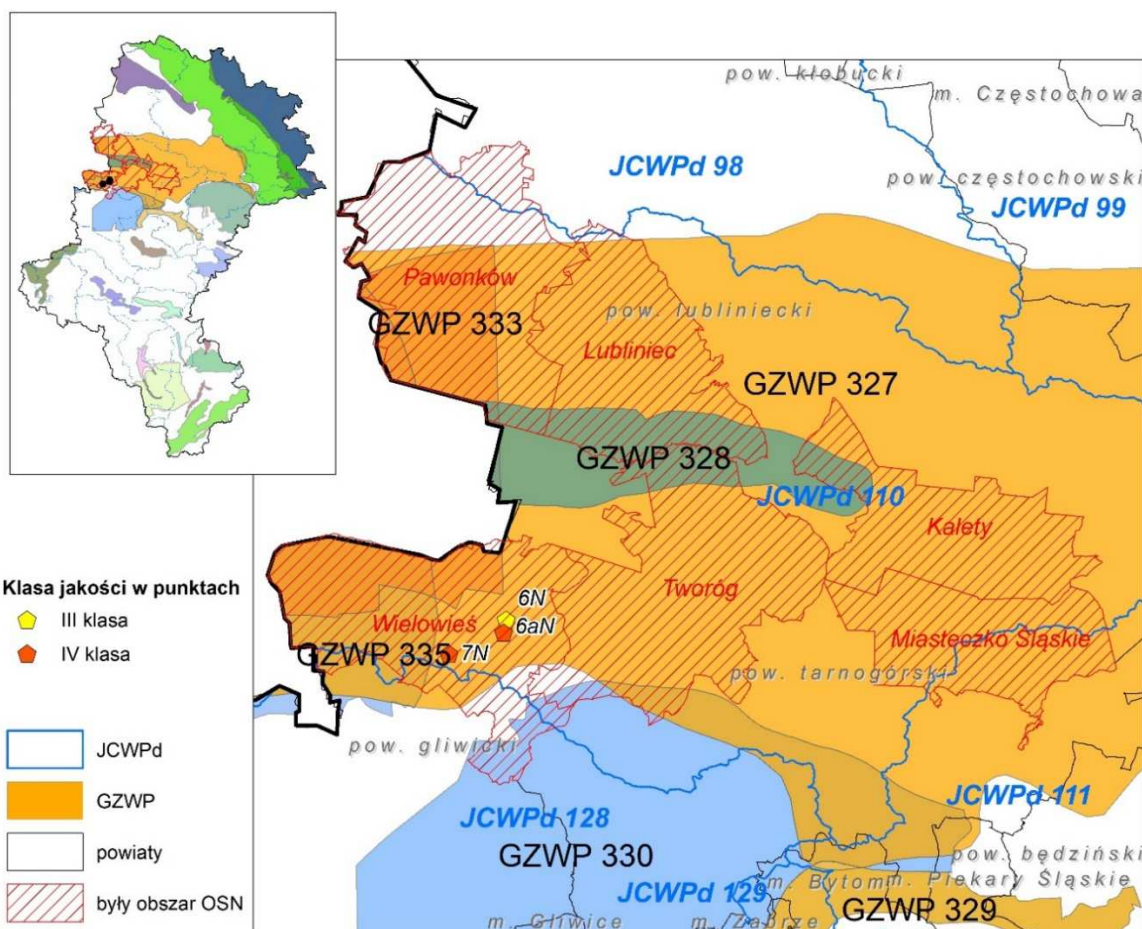 pow. kłobucki
m. Częstochowa
JCWPd 98
pow. częstochowski
JCWPd 99
Pawonków
GZWP 333
pow. lubliniecki
Lubliniec
GZWP 327
GZWP 328
JCWPd 110
Kalety
Klasa jakości w punktach
III klasa
IV klasa
6N
6aN
7N
Tworóg
Wielowieś
GZWP 335
Miasteczko Śląskie
pow. tarnogórski
pow. gliwicki
JCWPd
GZWP
powiaty
były obszar OSN
JCWPd 128
JCWPd 111
GZWP 330
pow. będziński
JCWPd 129
m. Bytom
m. Piekary Śląskie
GZWP 329
m. Gliwice
m. Zabrze